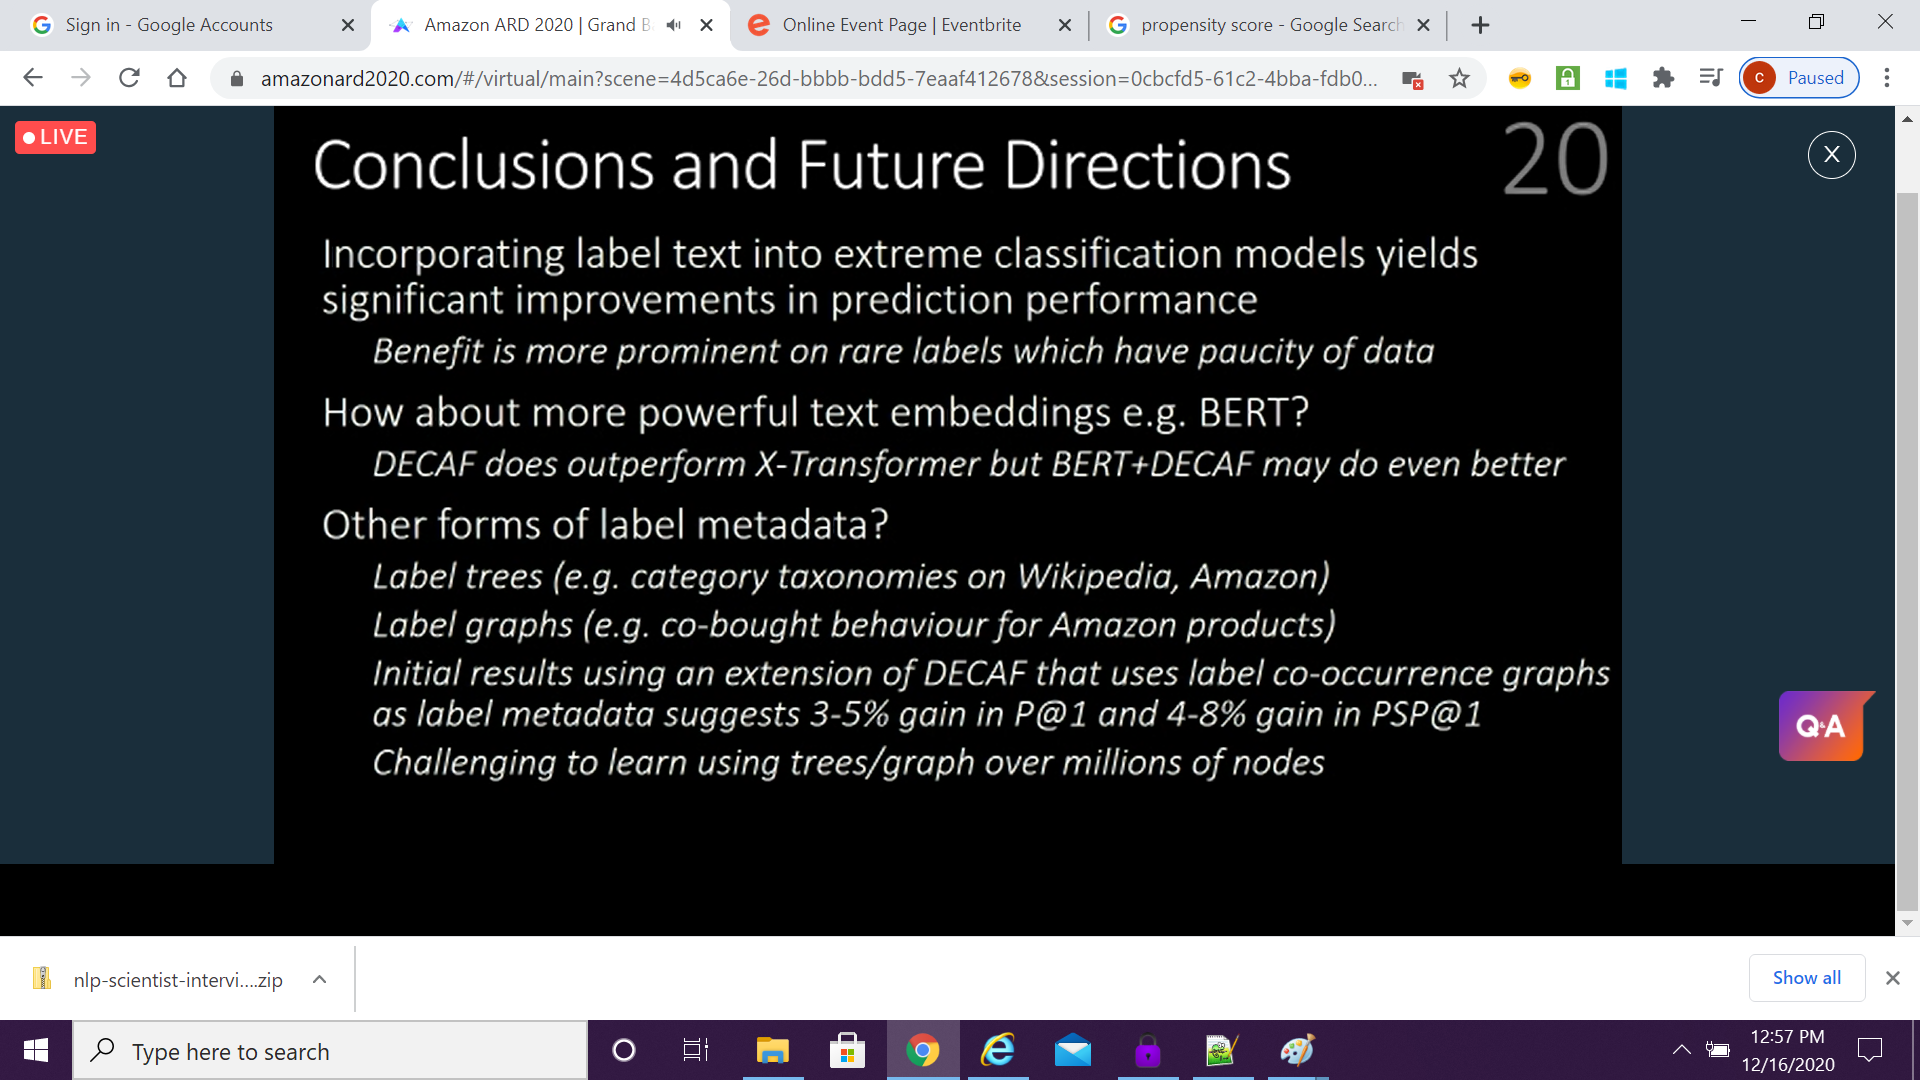 Sign in - Google Accounts
Amazon ARD 2020 | Grand B
Online Event Page | Eventbrite
propensity score - Google Search
amazonard2020.com/#/virtual/main?scene=4d5ca6e-26d-bbbb-bdd5-7eaaf412678&session=0cbcfd5-61c2-4bba-fdb0...
1
C
Paused
LIVE
X
Conclusions and Future Directions
20
Incorporating label text into extreme classification models yields
significant improvements in prediction performance
Benefit is more prominent on rare labels which have paucity of data
How about more powerful text embeddings e.g. BERT?
DECAF does outperform X-Transformer but BERT+DECAF may do even better
Other forms of label metadata?
Label trees (e.g. category taxonomies on Wikipedia, Amazon)
Label graphs (e.g. co-bought behaviour for Amazon products)
Initial results using an extension of DECAF that uses label co-occurrence graphs
as label metadata suggests 3-5% gain in P@1 and 4-8% gain in PSP@1
Challenging to learn using trees/graph over millions of nodes
Q&A
nlp-scientist-intervi....zip
Show all
Type here to search
12:57 PM
12/16/2020